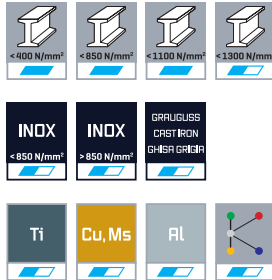 <400 N/mm²
<850 N/mm²
<1100 N/mm²
<1300 N/mm²
INOX
<850 N/mm²
INOX
>850 N/mm²
GRAUGUSS
CAST IRON
GHISA GRIGIA
Ti
Cu, Ms
Al